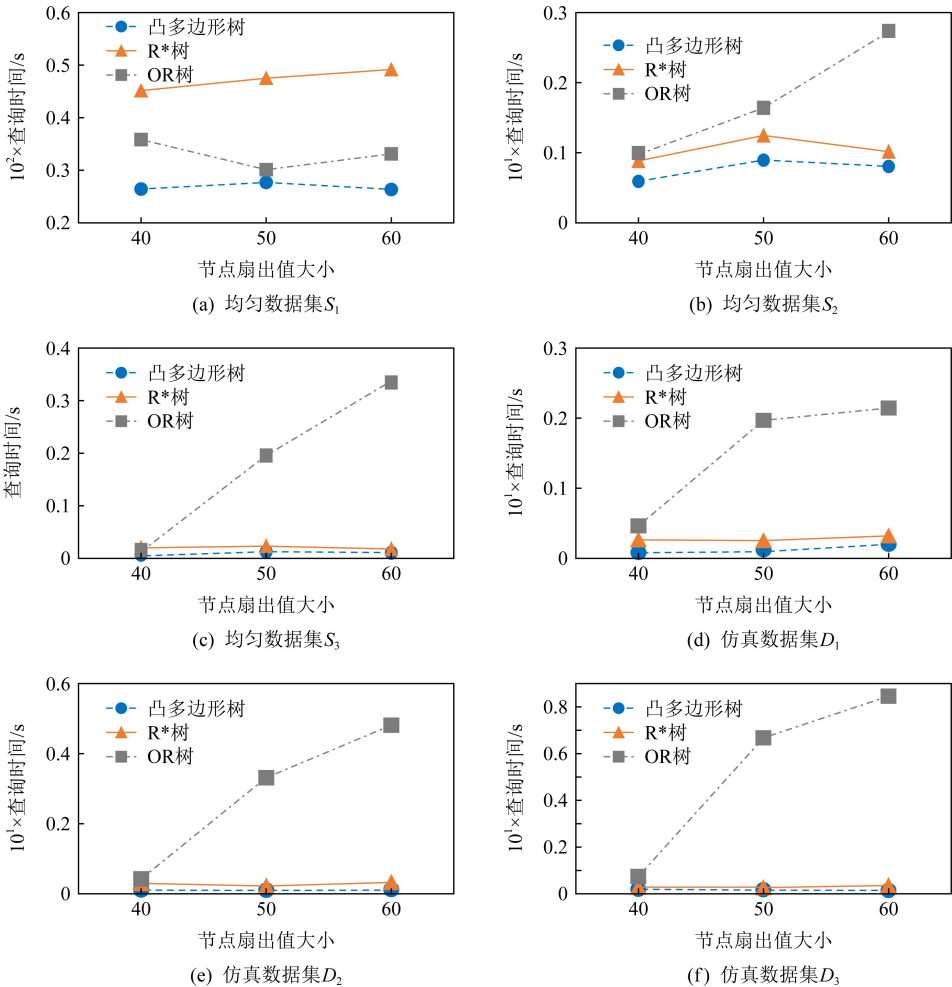 0.6
0.5
0.4
0.3
0.2
10²×查询时间/s
凸多边形树
R*树
OR树
40
50
60
节点扇出值大小
(a) 均匀数据集S₁
0.3
0.2
0.1
0
10¹×查询时间/s
凸多边形树
R*树
OR树
40
50
60
节点扇出值大小
(b) 均匀数据集S₂
0.4
0.3
0.2
0.1
0
查询时间/s
凸多边形树
R*树
OR树
40
50
60
节点扇出值大小
(c) 均匀数据集S₃
0.3
0.2
0.1
0
10¹×查询时间/s
凸多边形树
R*树
OR树
40
50
60
节点扇出值大小
(d) 仿真数据集D₁
0.6
0.4
0.2
0
10¹×查询时间/s
凸多边形树
R*树
OR树
40
50
60
节点扇出值大小
(e) 仿真数据集D₂
0.8
0.6
0.4
0.2
0
10¹×查询时间/s
凸多边形树
R*树
OR树
40
50
60
节点扇出值大小
(f) 仿真数据集D₃